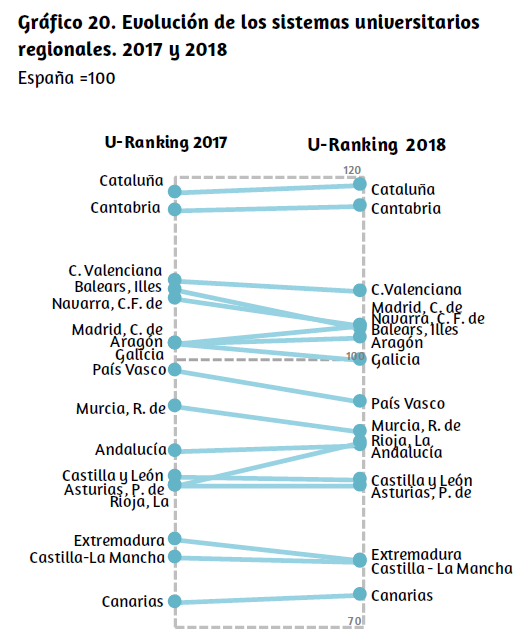 Gráfico 20. Evolución de los sistemas universitarios
regionales. 2017 y 2018
España =100
U-Ranking 2017
U-Ranking 2018
120
Cataluña
Cantabria
C. Valenciana
Balears, Illes
Navarra, C.F. de
Madrid, C. de
Aragón
Galicia
País Vasco
Murcia, R. de
Andalucía
Castilla y León
Asturias, P. de
Rioja, La
Extremadura
Castilla-La Mancha
Canarias
Cataluña
Cantabria
C.Valenciana
Madrid, C. de
Navarra, C. F. de
Balears, Illes
Aragón
100
Galicia
País Vasco
Murcia, R. de
Rioja, La
Andalucía
Castilla y León
Asturias, P. de
Extremadura
Castilla - La Mancha
Canarias
70